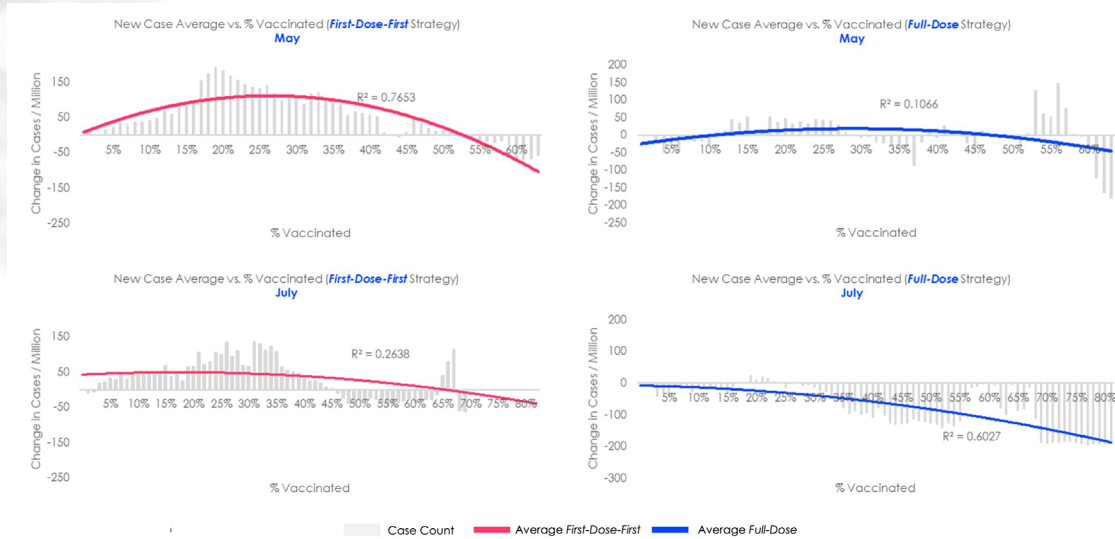 New Case Average vs. % Vaccinated (First-Dose-First Strategy)
May
Change in Cases / Million
150
50
-50
-150
-250
5% 10% 15% 20% 25% 30% 35% 40% 45% 50% 55% 60%
R² = 0.7653
% Vaccinated
New Case Average vs. % Vaccinated (Full-Dose Strategy)
May
Change in Cases / Million
200
150
100
50
0
-50
-100
-150
-200
-250
5% 10% 15% 20% 25% 30% 35% 40% 45% 50% 55% 60%
R² = 0.1066
% Vaccinated
New Case Average vs. % Vaccinated (First-Dose-First Strategy)
July
Change in Cases / Million
150
50
-50
-150
-250
5% 10% 15% 20% 25% 30% 35% 40% 45% 50% 55% 60% 65% 70% 75% 80%
R² = 0.2638
% Vaccinated
New Case Average vs. % Vaccinated (Full-Dose Strategy)
July
Change in Cases / Million
200
100
0
-100
-200
-300
5% 10% 15% 20% 25% 30% 35% 40% 45% 50% 55% 60% 65% 70% 75% 80%
R² = 0.6027
% Vaccinated
Case Count Average First-Dose-First Average Full-Dose